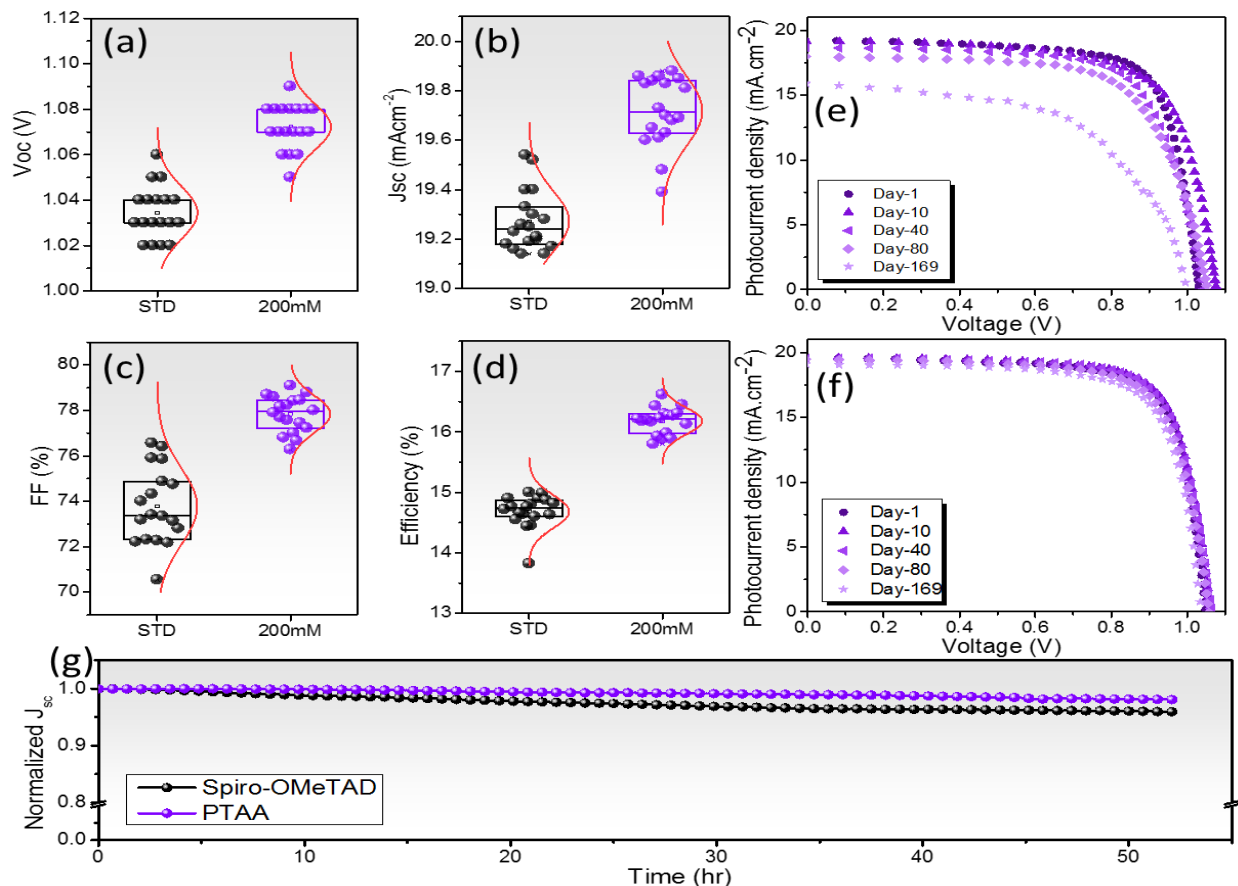 (a)
Voc (V)
1.12
1.10
1.08
1.06
1.04
1.02
1.00
STD
200mM
(b)
Jsc (mAcm-2)
20.0
19.8
19.6
19.4
19.2
19.0
STD
200mM
(e)
Photocurrent density (mA.cm-2)
20
15
10
5
0
Day-1
Day-10
Day-40
Day-80
Day-169
0.0 0.2 0.4 0.6 0.8 1.0
Voltage (V)
(c)
FF (%)
80
78
76
74
72
70
STD
200mM
(d)
Efficiency (%)
17
16
15
14
13
STD
200mM
(f)
Photocurrent density (mA.cm-2)
20
15
10
5
0
Day-1
Day-10
Day-40
Day-80
Day-169
0.0 0.2 0.4 0.6 0.8 1.0
Voltage (V)
(g)
Normalized Jsc
1.0
0.9
0.8
0.0
Spiro-OMeTAD
PTAA
0 10 20 30 40 50
Time (hr)